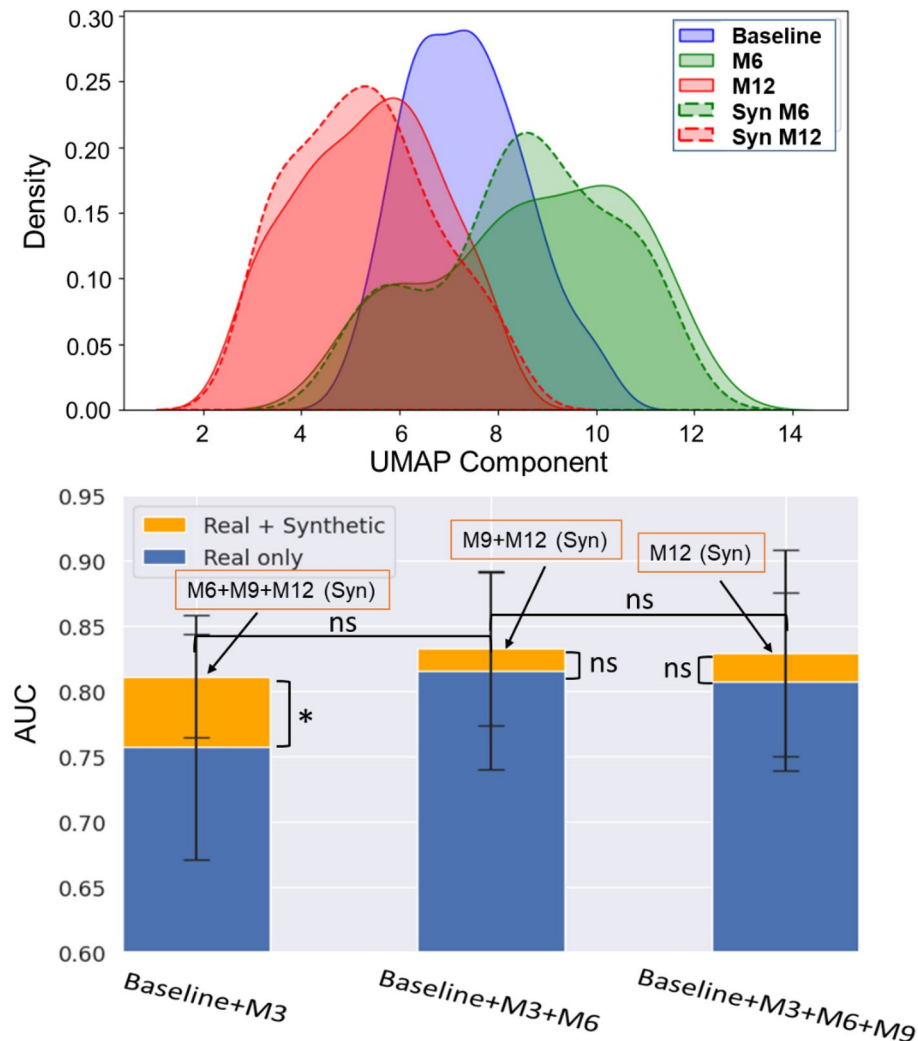 0.30
0.25
0.20
0.15
0.10
0.05
0.00
Density
Baseline
M6
M12
Syn M6
Syn M12
2 4 6 8 10 12 14
UMAP Component
0.95
0.90
0.85
0.80
0.75
0.70
0.65
0.60
AUC
Real + Synthetic
Real only
M6+M9+M12 (Syn)
M9+M12 (Syn)
M12 (Syn)
ns
ns
*
ns
ns
Baseline+M3
Baseline+M3+M6
Baseline+M3+M6+M9